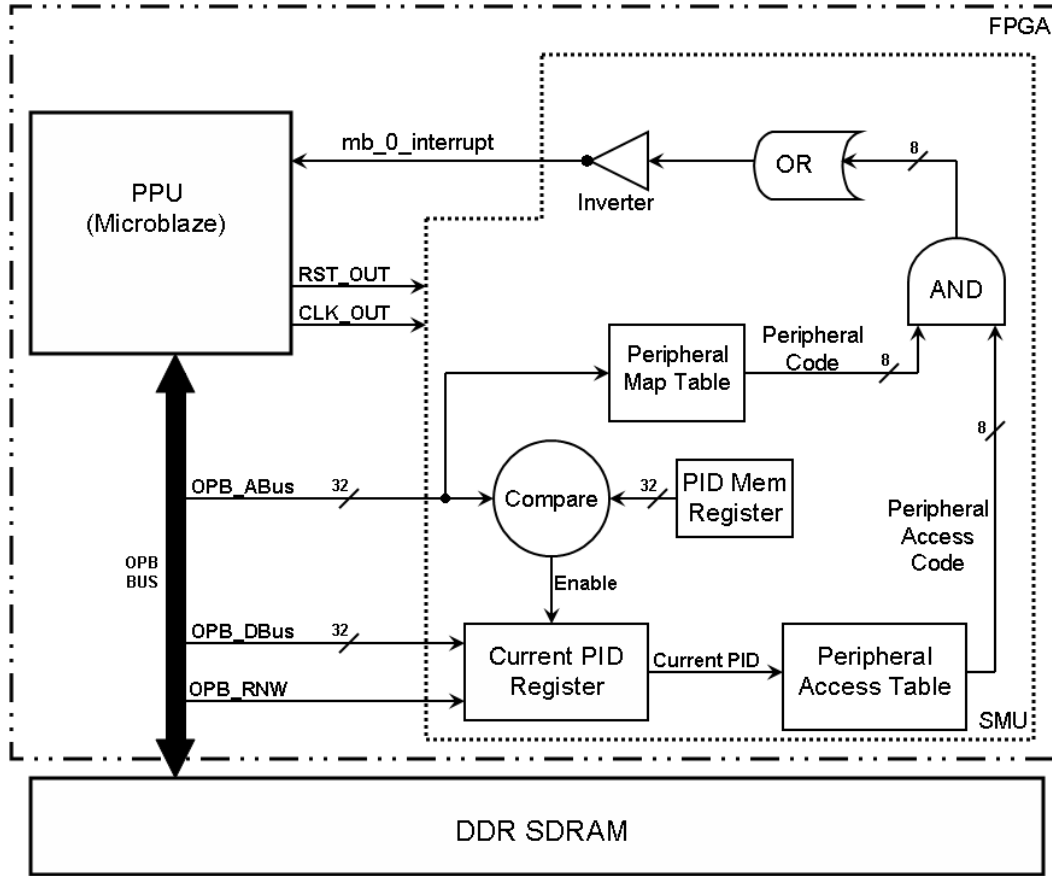 FPGA
mb_0_interrupt
8
OR
PPU
(Microblaze)
Inverter
RST_OUT
AND
CLK_OUT
Peripheral
Map Table
Peripheral
Code
8
8
OPB_ABus
32
Compare
32
PID Mem
Register
Peripheral
Access
Code
OPB
BUS
Enable
OPB_DBus
32
Current PID
Register
Current PID
Peripheral
Access Table
OPB_RNW
SMU
DDR SDRAM